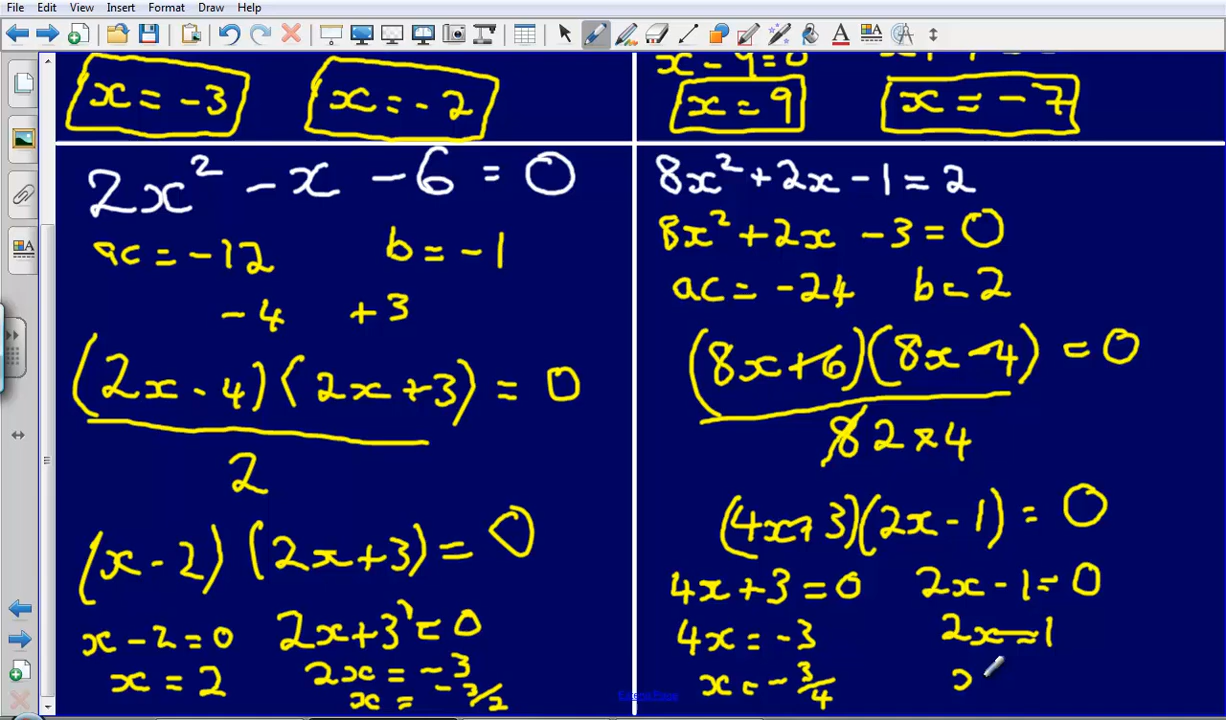 File Edit View Insert Format Draw Help
x = -3 x = -2
x - 9 = 0
x = 9 x = -7
2x² - x - 6 = 0
ac = -12 b = -1
-4 +3
(2x - 4)(2x + 3) = 0
2
(x - 2)(2x + 3) = 0
x - 2 = 0 2x + 3 = 0
x = 2 2x = -3
x = -3/2
8x² + 2x - 1 = 2
8x² + 2x - 3 = 0
ac = -24 b = 2
(8x + 6)(8x - 4) = 0
8 2 × 4
(4x + 3)(2x - 1) = 0
4x + 3 = 0 2x - 1 = 0
4x = -3 2x = 1
x = -3/4 x